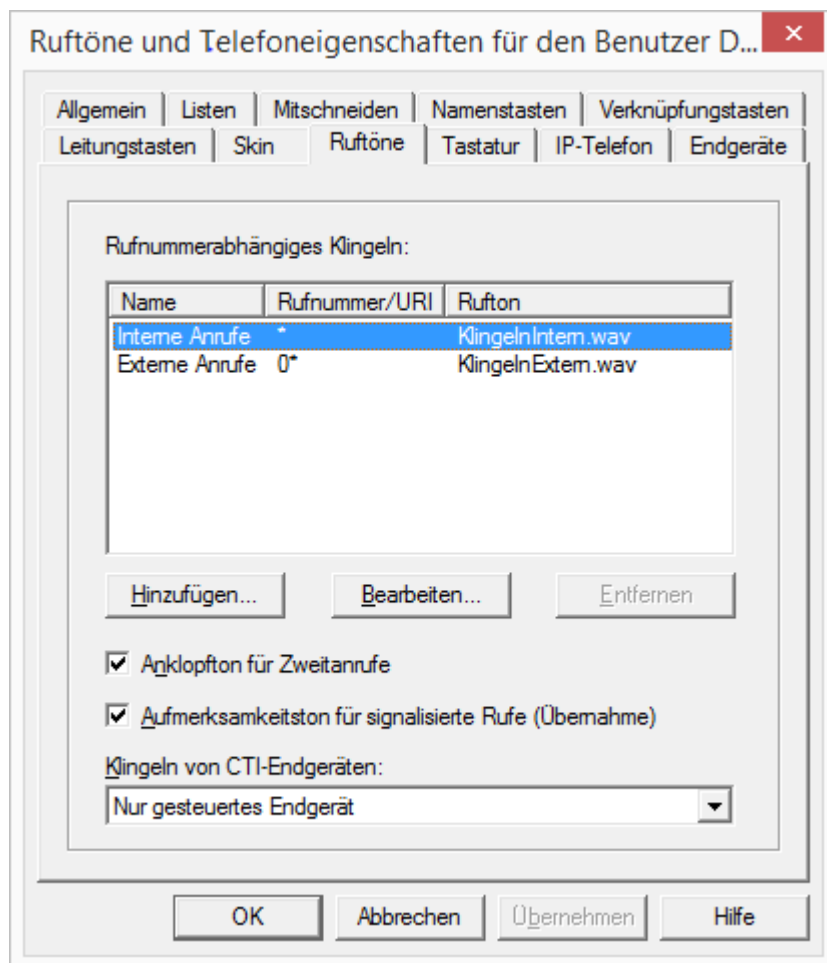 Ruftöne und Telefoneigenschaften für den Benutzer D...
Allgemein Listen Mitschneiden Namenstasten Verknüpfungstasten
Leitungstasten Skin Ruftöne Tastatur IP-Telefon Endgeräte
Rufnummerabhängiges Klingeln:
Name Rufnummer/URI Rufton
Interne Anrufe * KlingelnIntern.wav
Externe Anrufe 0* KlingelnExtern.wav
Hinzufügen... Bearbeiten... Entfernen
Anklopfton für Zweitanrufe
Aufmerksamkeitston für signalisierte Rufe (Übernahme)
Klingeln von CTI-Endgeräten:
Nur gesteuertes Endgerät
OK Abbrechen Übernehmen Hilfe